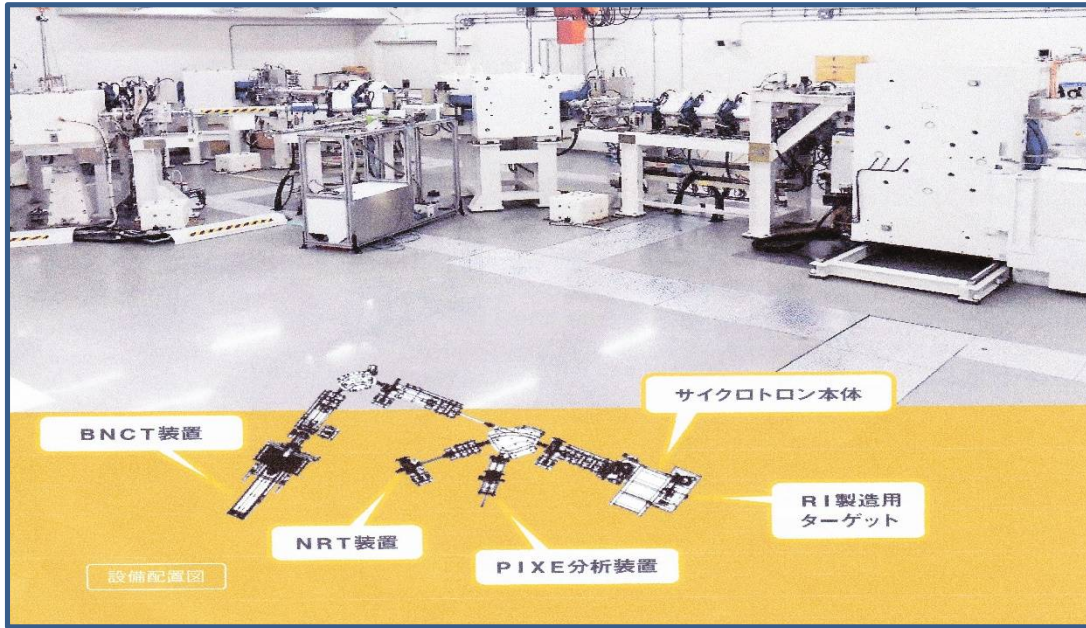 サイクロトロン本体
BNCT装置
RI製造用
ターゲット
NRT装置
PIXE分析装置
設備配置図